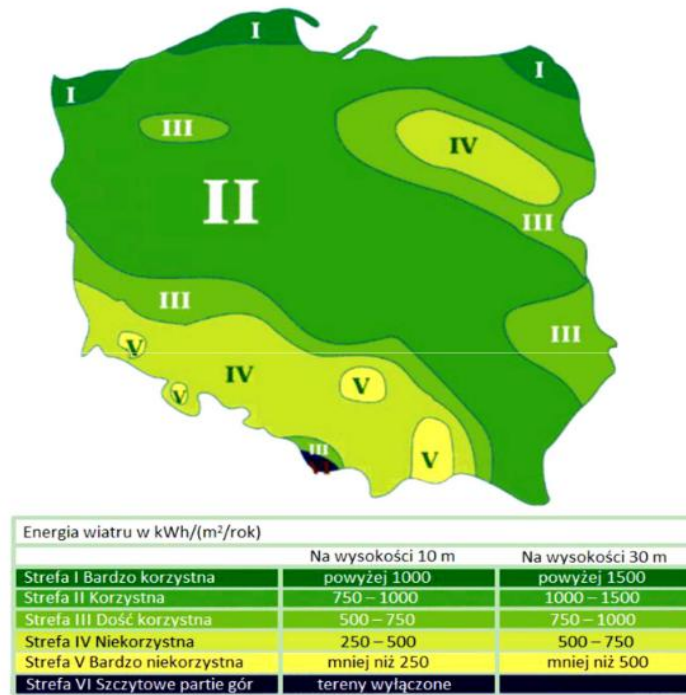 I
I
I
III
IV
II
III
III
III
V
IV
V
V
III
V
VI
Energia wiatru w kWh/(m²/rok)
Na wysokości 10 m Na wysokości 30 m
Strefa I Bardzo korzystna powyżej 1000 powyżej 1500
Strefa II Korzystna 750 – 1000 1000 – 1500
Strefa III Dość korzystna 500 – 750 750 – 1000
Strefa IV Niekorzystna 250 – 500 500 – 750
Strefa V Bardzo niekorzystna mniej niż 250 mniej niż 500
Strefa VI Szczytowe partie gór tereny wyłączone